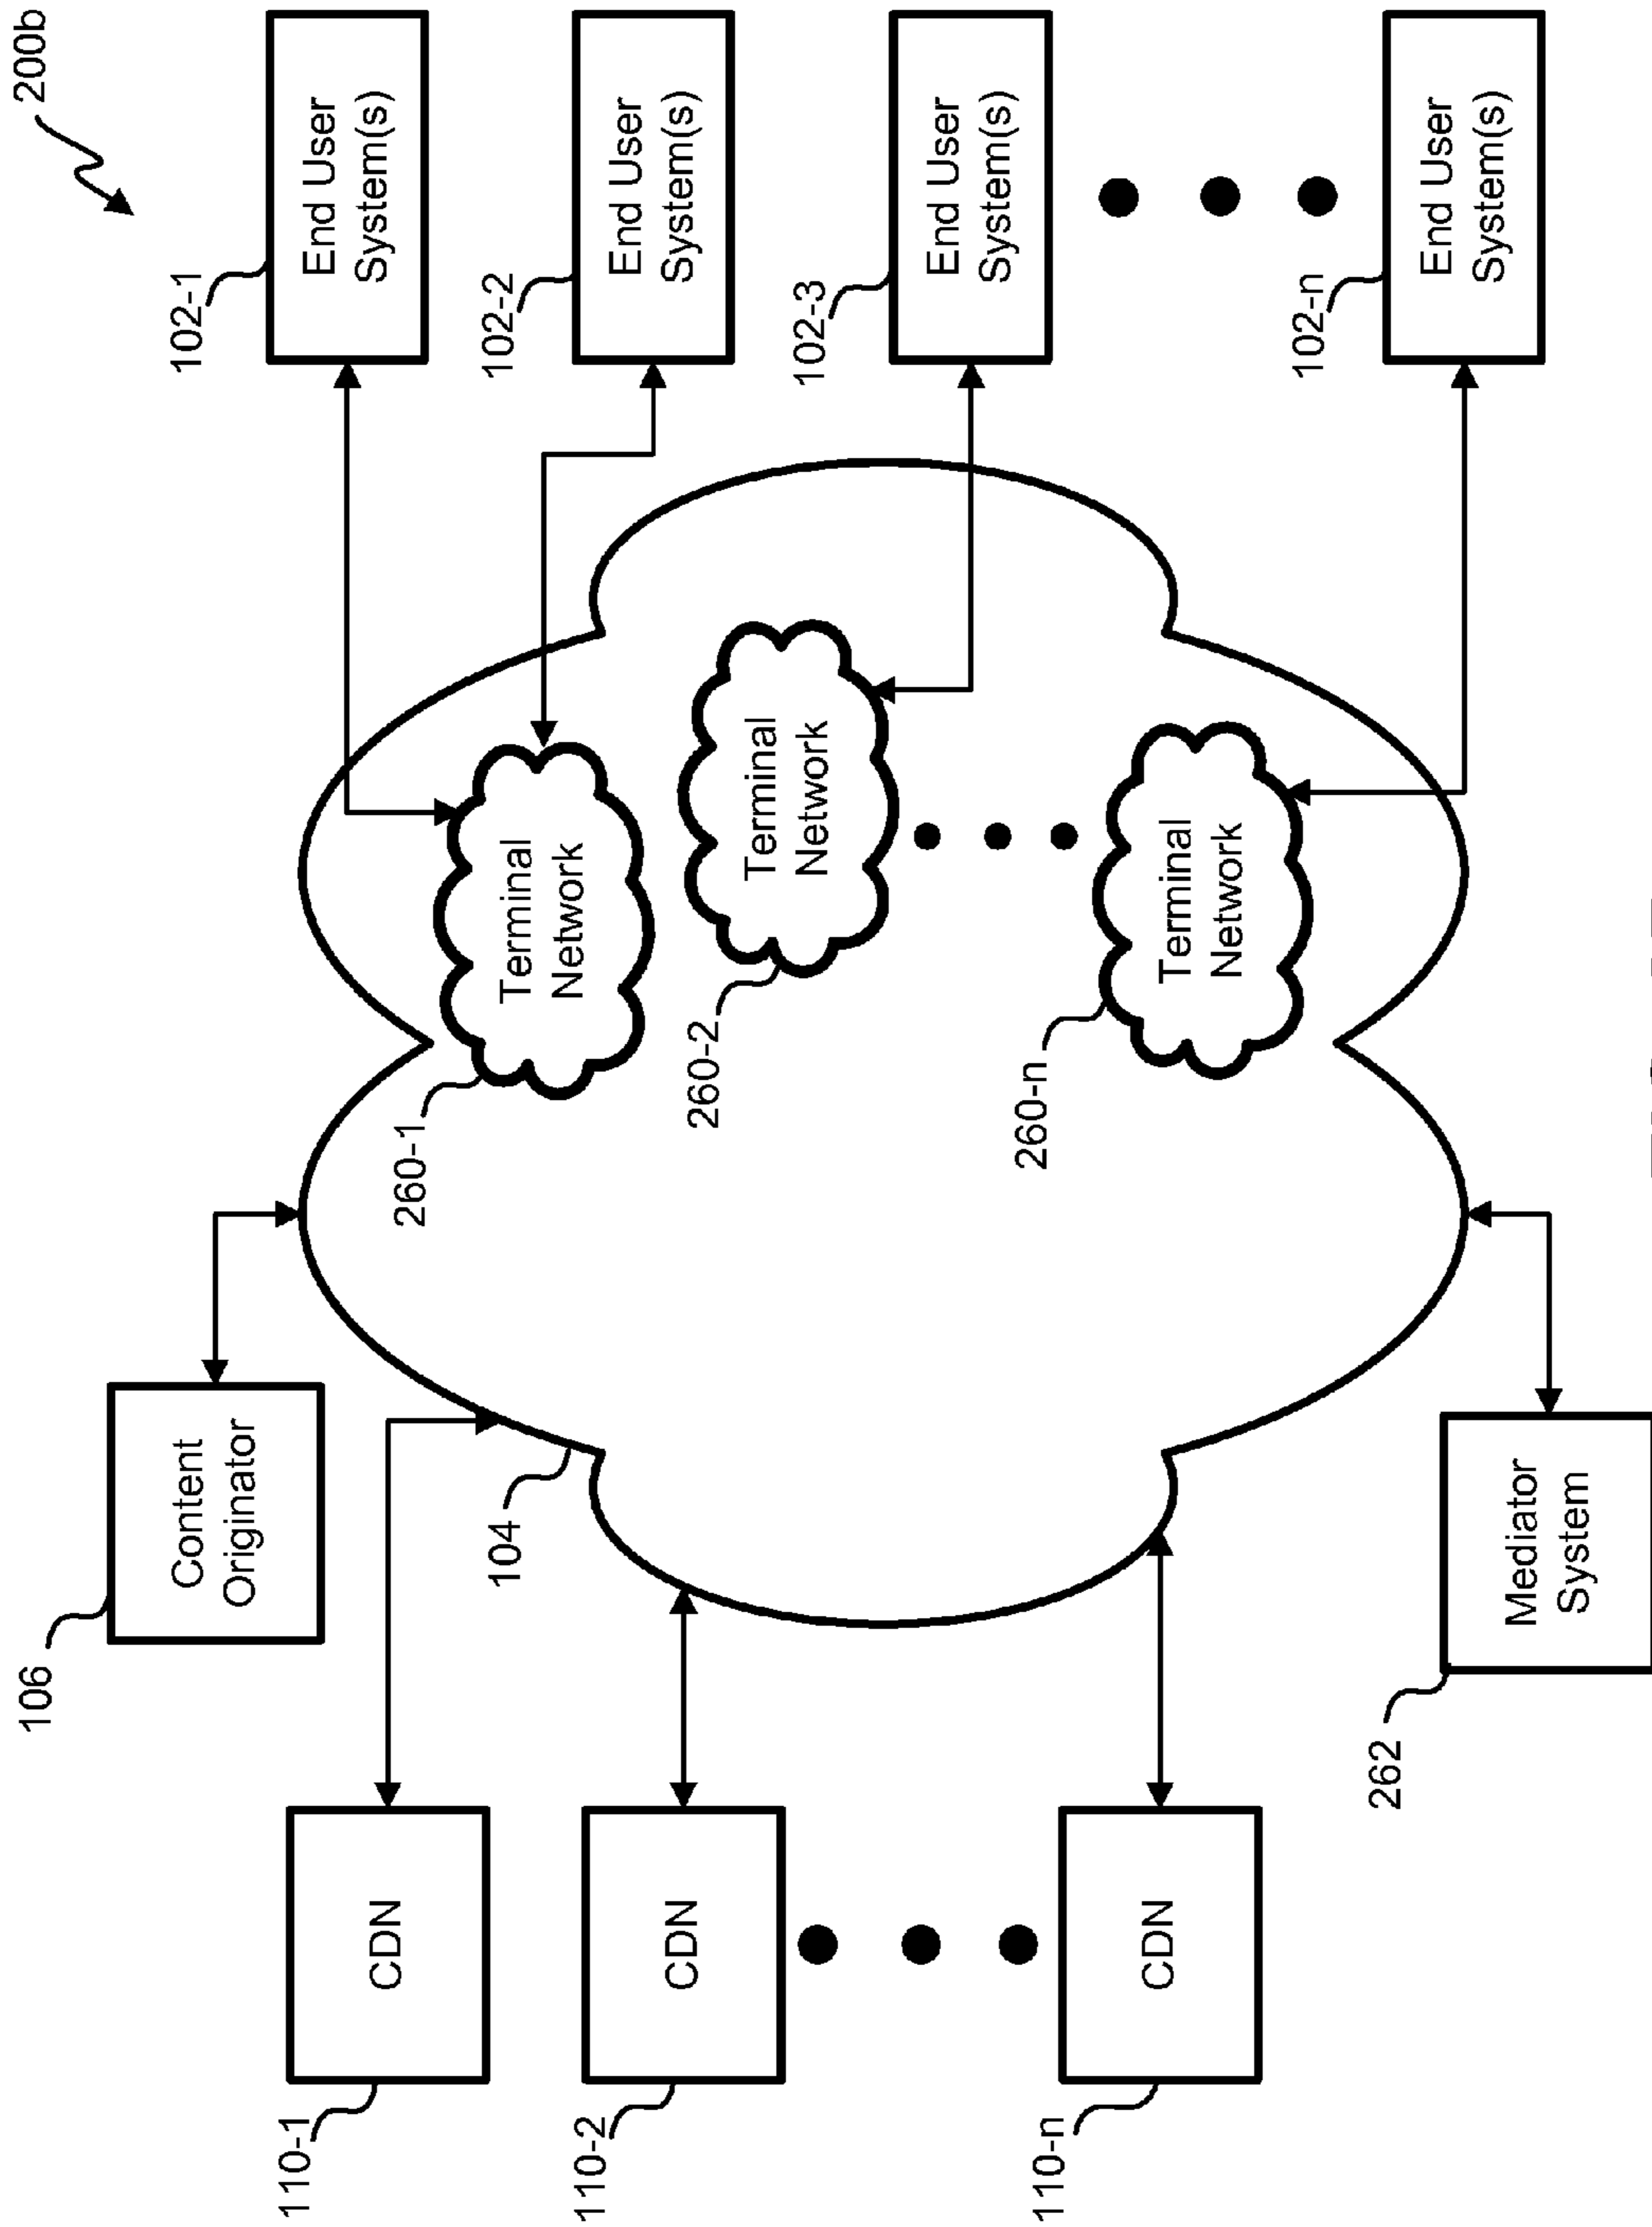 106
200b
Content
Originator
102-1
110-1
End User
System(s)
CDN
260-1
102-2
104
Terminal
Network
110-2
End User
System(s)
CDN
260-2
Terminal
Network
102-3
End User
System(s)
260-n
110-n
CDN
Terminal
Network
102-n
262
End User
System(s)
Mediator
System